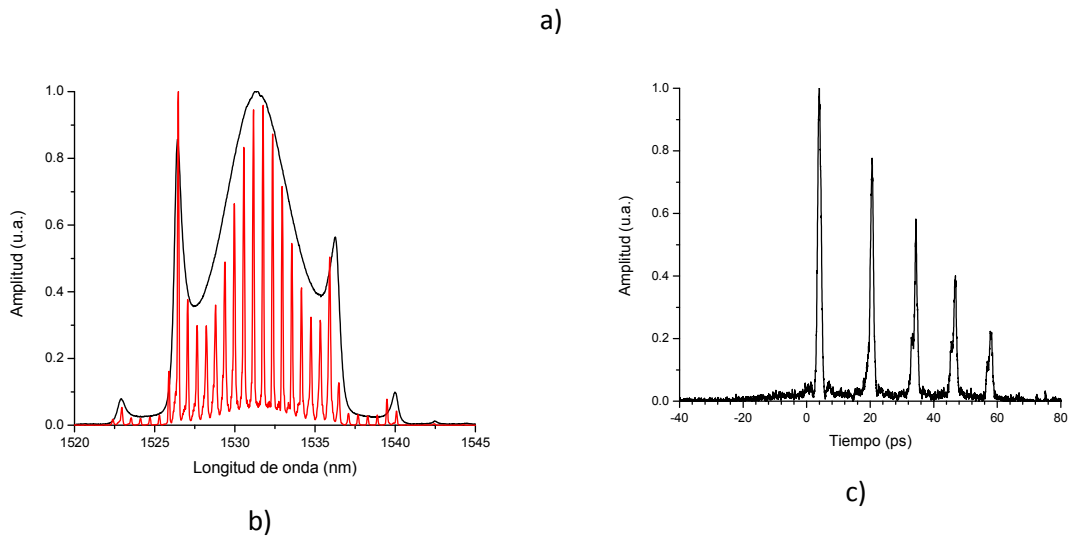 a)
1.0
0.8
0.6
0.4
0.2
0.0
Amplitud (u.a.)
1520 1525 1530 1535 1540 1545
Longitud de onda (nm)
b)
1.0
0.8
0.6
0.4
0.2
0.0
Amplitud (u.a.)
-40 -20 0 20 40 60 80
Tiempo (ps)
c)